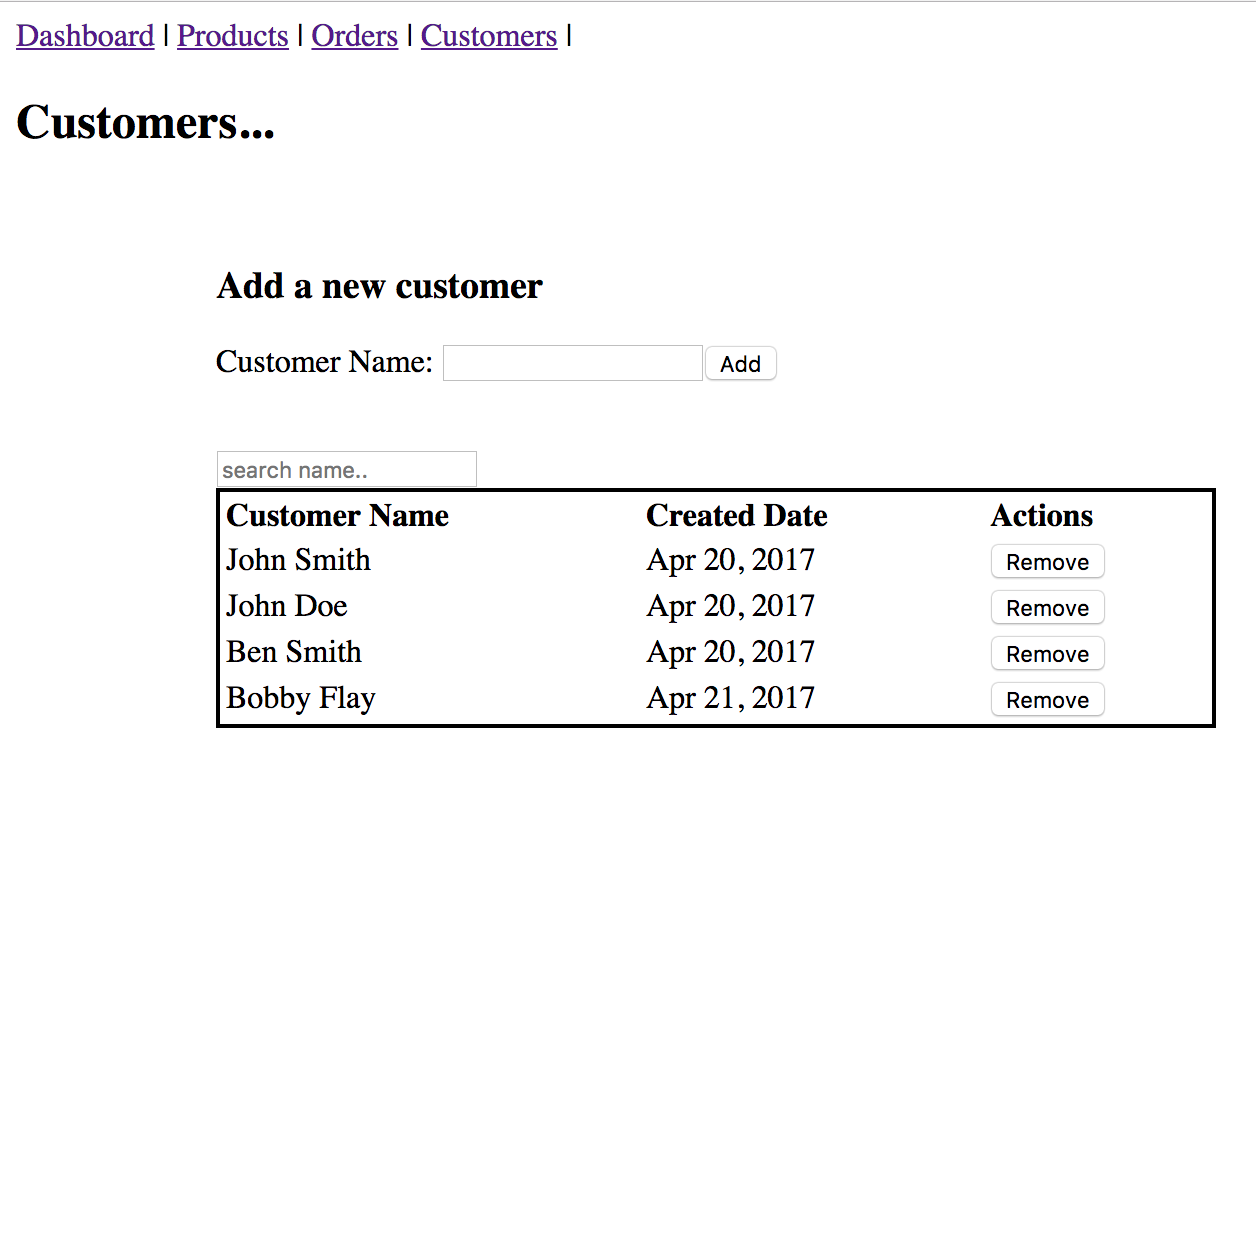 Dashboard | Products | Orders | Customers |
Customers...
Add a new customer
Customer Name: Add
search name..
Customer Name Created Date Actions
John Smith Apr 20, 2017 Remove
John Doe Apr 20, 2017 Remove
Ben Smith Apr 20, 2017 Remove
Bobby Flay Apr 21, 2017 Remove